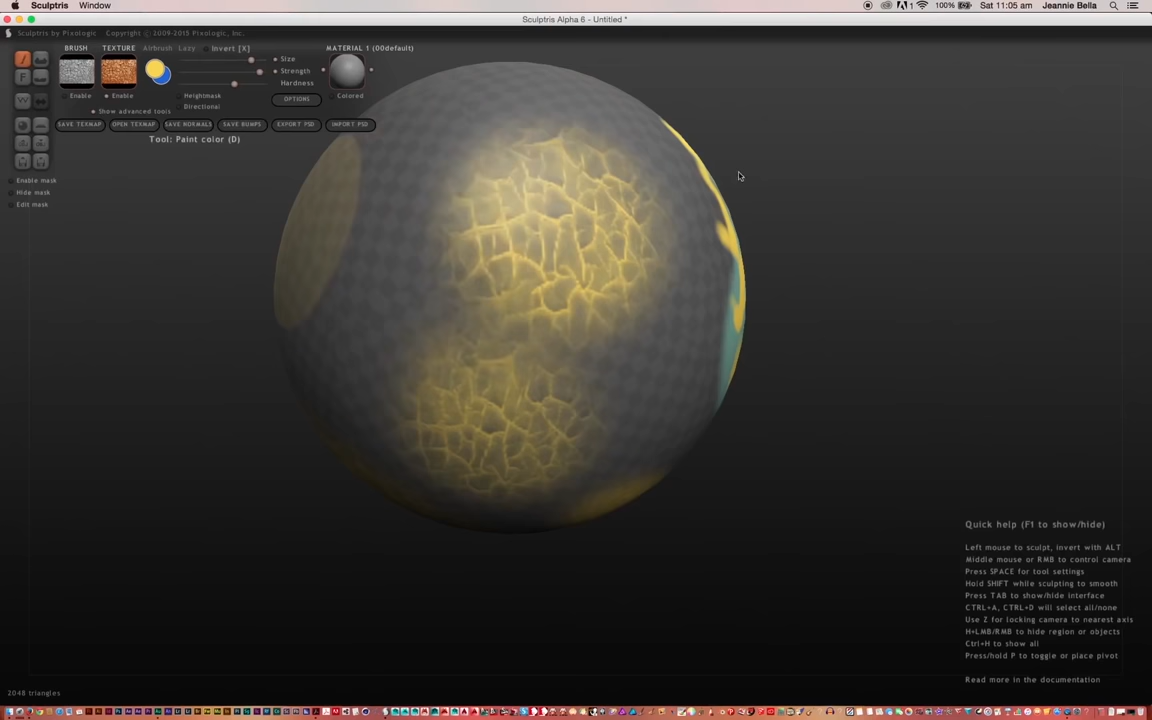 Sculptris Window 100% Sat 11:05 am Jeannie Bella
Sculptris Alpha 6 - Untitled *
Sculptris by Pixologic Copyright © 2009-2015 Pixologic, Inc.
BRUSH TEXTURE Airbrush Lazy Invert [X] MATERIAL 1 (00default)
Size
Strength
Hardness
Enable Enable Heightmask OPTIONS Colored
Directional
Show advanced tools
SAVE TEXMAP OPEN TEXMAP SAVE NORMALS SAVE BUMPS EXPORT PSD IMPORT PSD
Tool: Paint color (D)
Enable mask
Hide mask
Edit mask
Quick help (F1 to show/hide)
Left mouse to sculpt, invert with ALT
Middle mouse or RMB to control camera
Press SPACE for tool settings
Hold SHIFT while sculpting to smooth
Press TAB to show/hide interface
CTRL+A, CTRL+D will select all/none
Use Z for locking camera to nearest axis
H+LMB/RMB to hide region or objects
Ctrl+H to show all
Press/hold P to toggle or place pivot
Read more in the documentation
2048 triangles